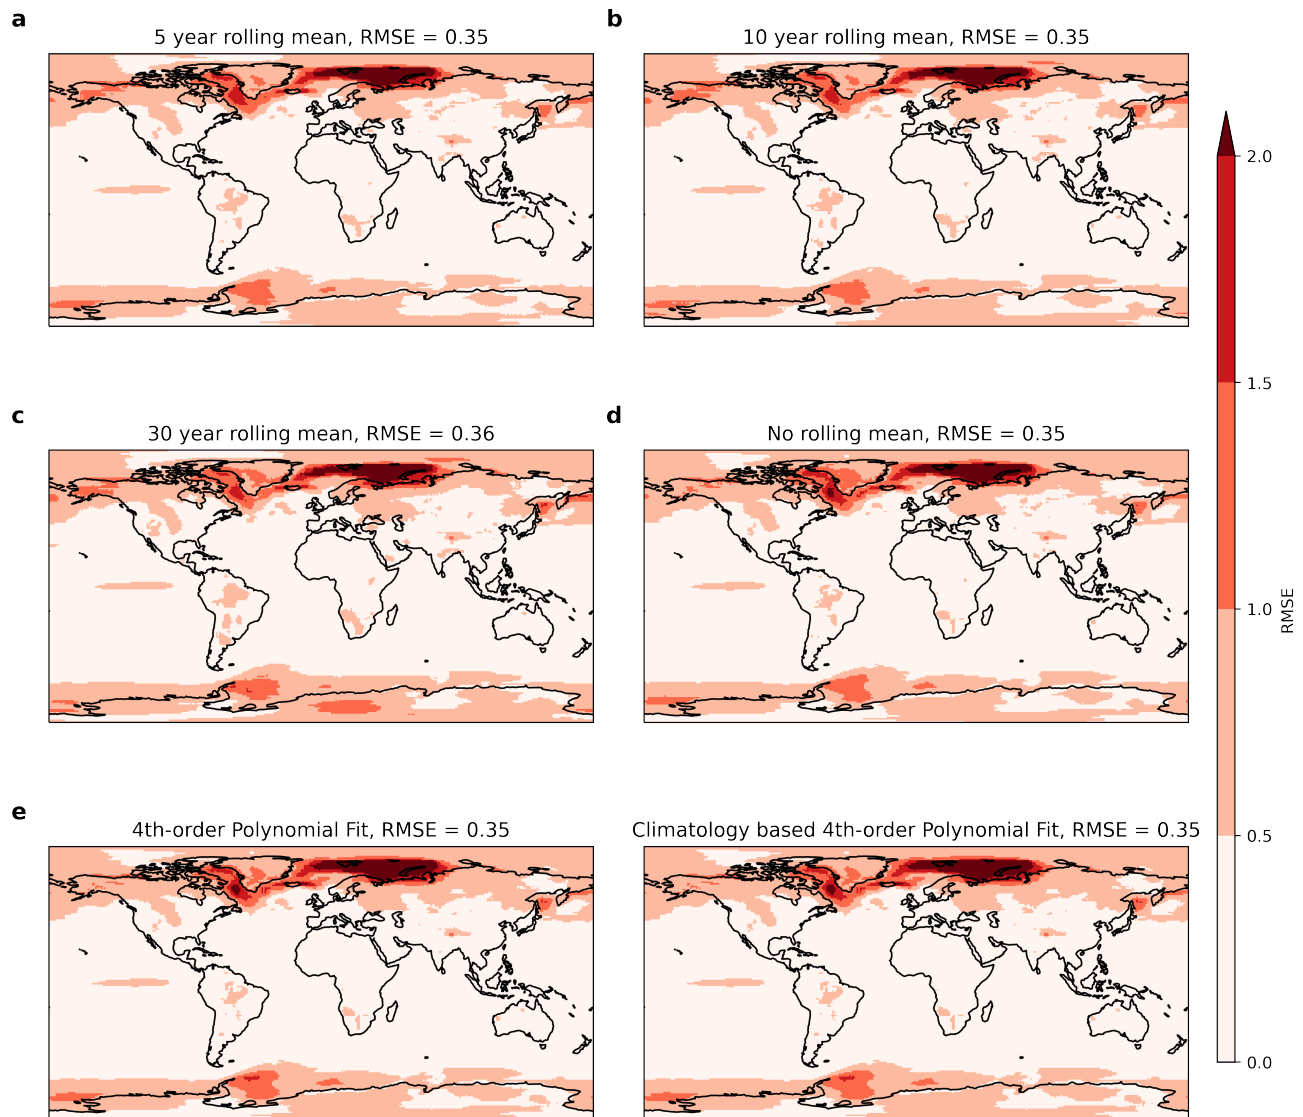 a
5 year rolling mean, RMSE = 0.35
b
10 year rolling mean, RMSE = 0.35
c
30 year rolling mean, RMSE = 0.36
d
No rolling mean, RMSE = 0.35
e
4th-order Polynomial Fit, RMSE = 0.35
Climatology based 4th-order Polynomial Fit, RMSE = 0.35
2.0
1.5
1.0
0.5
0.0
RMSE